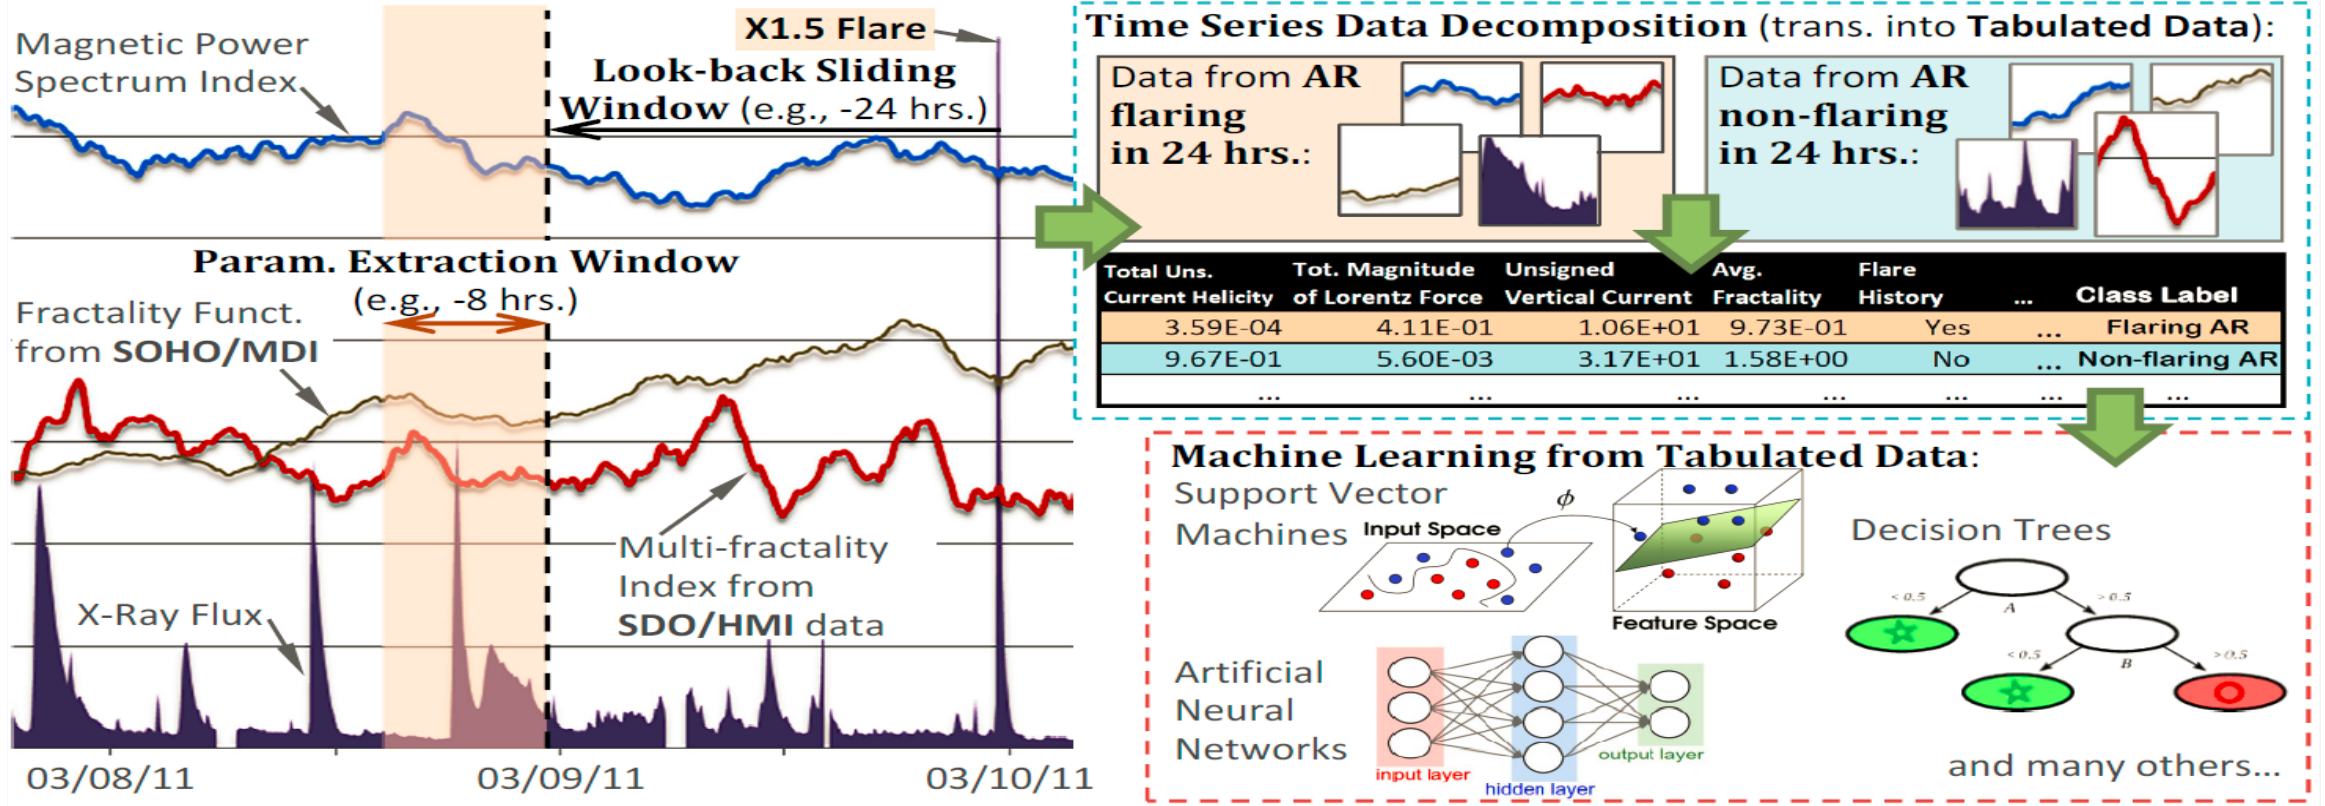 Magnetic Power
Spectrum Index
X1.5 Flare
Look-back Sliding
Window (e.g., -24 hrs.)
Param. Extraction Window
(e.g., -8 hrs.)
Fractality Funct.
from SOHO/MDI
Multi-fractality
Index from
SDO/HMI data
X-Ray Flux
03/08/11
03/09/11
03/10/11
Time Series Data Decomposition (trans. into Tabulated Data):
Data from AR
flaring
in 24 hrs.:
Data from AR
non-flaring
in 24 hrs.:
Total Uns. Tot. Magnitude Unsigned Avg. Flare
Current Helicity of Lorentz Force Vertical Current Fractality History ... Class Label
3.59E-04 4.11E-01 1.06E+01 9.73E-01 Yes ... Flaring AR
9.67E-01 5.60E-03 3.17E+01 1.58E+00 No ... Non-flaring AR
... ... ... ... ... ... ...
Machine Learning from Tabulated Data:
Support Vector
Machines
Input Space
ϕ
Feature Space
Decision Trees
< 0.5
> 0.5
A
<0.5
>0.5
B
Artificial
Neural
Networks
input layer
hidden layer
output layer
and many others...